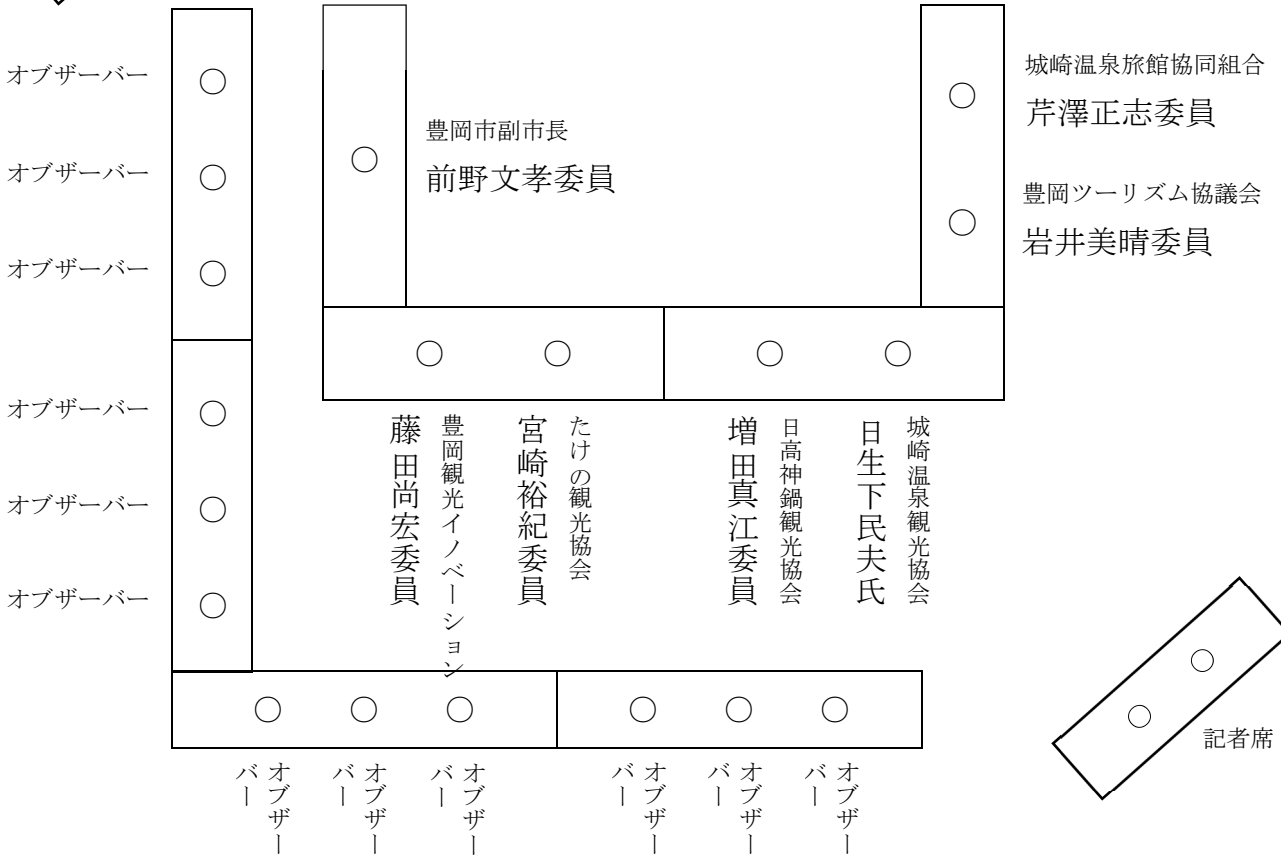 オブザーバー
オブザーバー
オブザーバー
オブザーバー
オブザーバー
オブザーバー
豊岡市副市長
前野文孝委員
城崎温泉旅館協同組合
芹澤正志委員
豊岡ツーリズム協議会
岩井美晴委員
城崎温泉観光協会
日生下民夫氏
日高神鍋観光協会
増田真江委員
たけの観光協会
宮崎裕紀委員
豊岡観光イノベーション
藤田尚宏委員
記者席
オブザー
バー
オブザー
バー
オブザー
バー
オブザー
バー
オブザー
バー
オブザー
バー